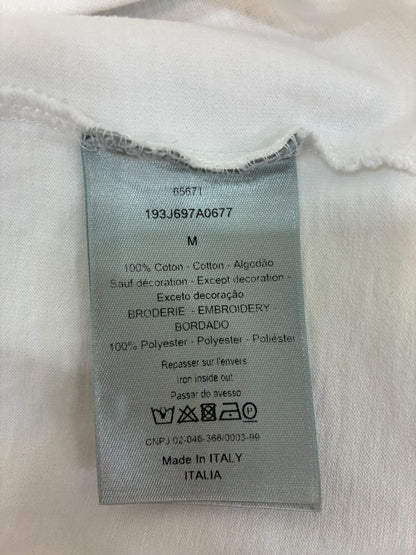 65671
193J697A0677
M
100% Coton - Cotton - Algodão
Sauf décoration - Except decoration -
Exceto decoração
BRODERIE - EMBROIDERY -
BORDADO
100% Polyester - Polyester - Poliéster
Repasser sur l'envers
Iron inside out
Passar do avesso
CNPJ 02-046-366/0003-99
Made In ITALY
ITALIA